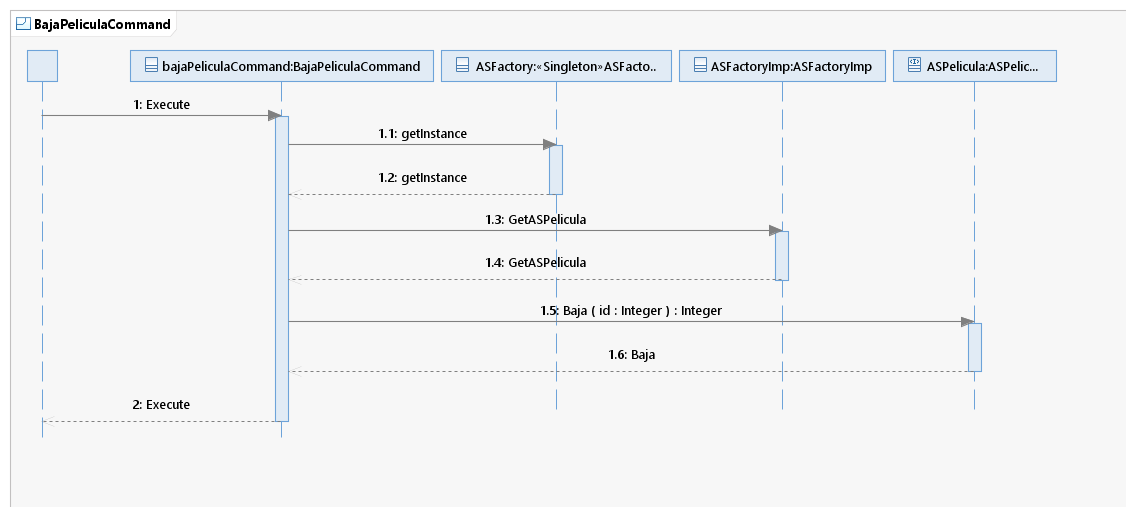 BajaPeliculaCommand
bajaPeliculaCommand:BajaPeliculaCommand
ASFactory:«Singleton»ASFacto..
ASFactoryImp:ASFactoryImp
ASPelicula:ASPelic...
1: Execute
1.1: getInstance
1.2: getInstance
1.3: GetASPelicula
1.4: GetASPelicula
1.5: Baja ( id : Integer ) : Integer
1.6: Baja
2: Execute